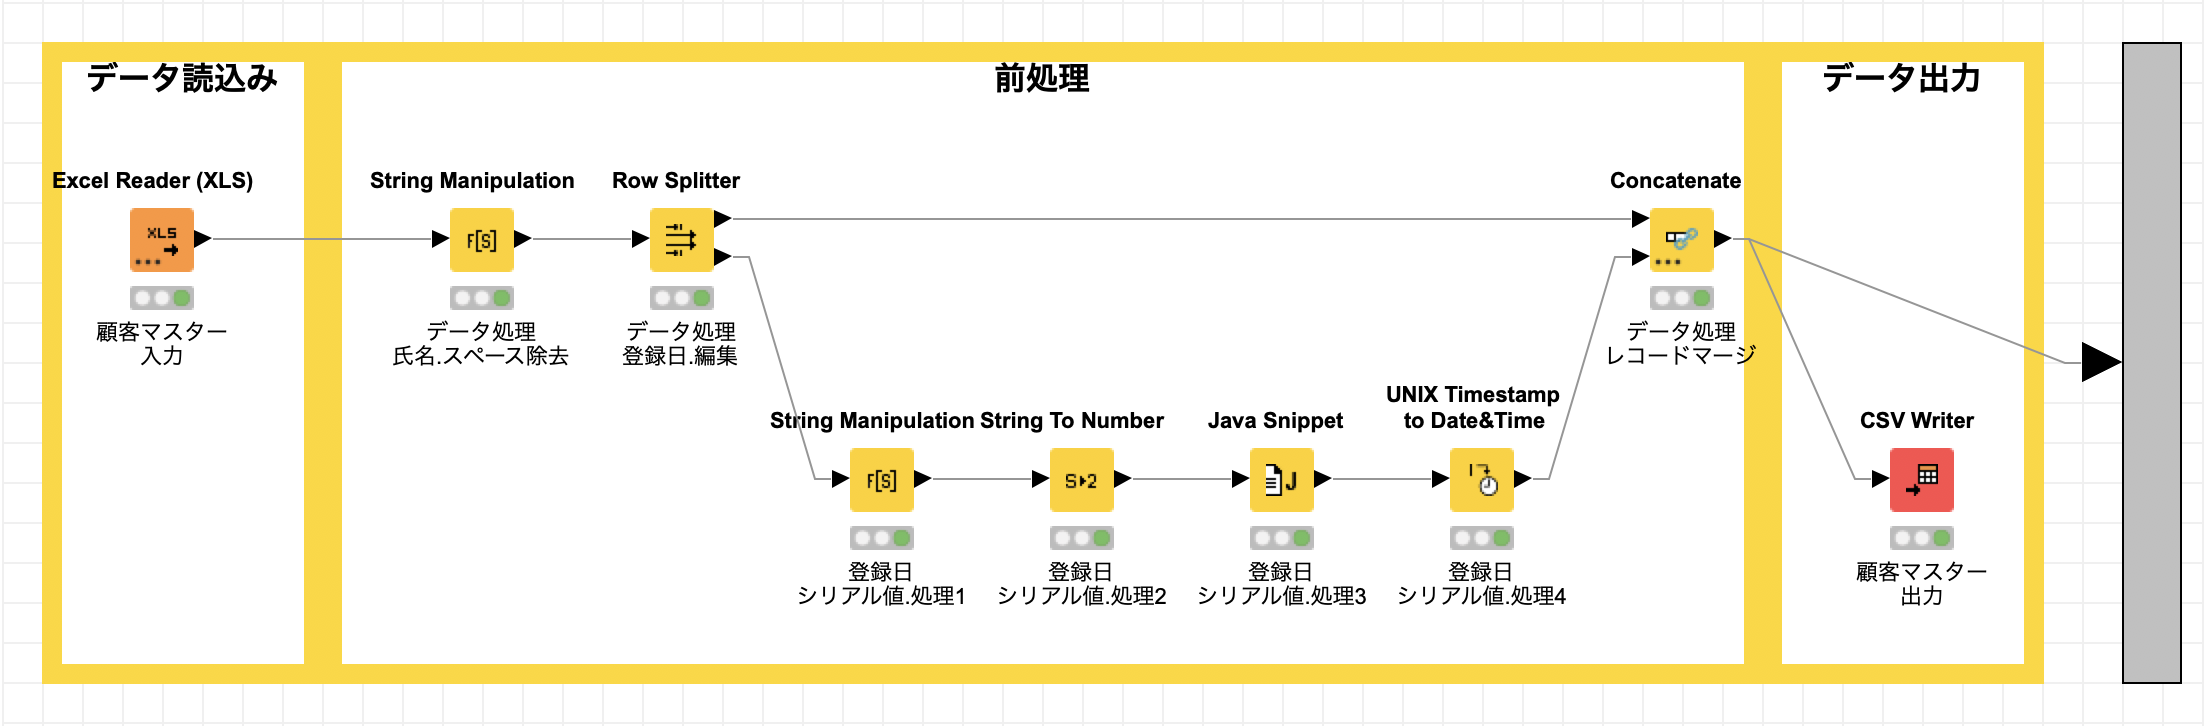 データ読込み
前処理
データ出力
Excel Reader (XLS)
XLS
顧客マスター
入力
String Manipulation
F[S]
データ処理
氏名.スペース除去
Row Splitter
データ処理
登録日.編集
Concatenate
データ処理
レコードマージ
String Manipulation
F[S]
登録日
シリアル値.処理1
String To Number
S▸2
登録日
シリアル値.処理2
Java Snippet
J
登録日
シリアル値.処理3
UNIX Timestamp
to Date&Time
登録日
シリアル値.処理4
CSV Writer
顧客マスター
出力